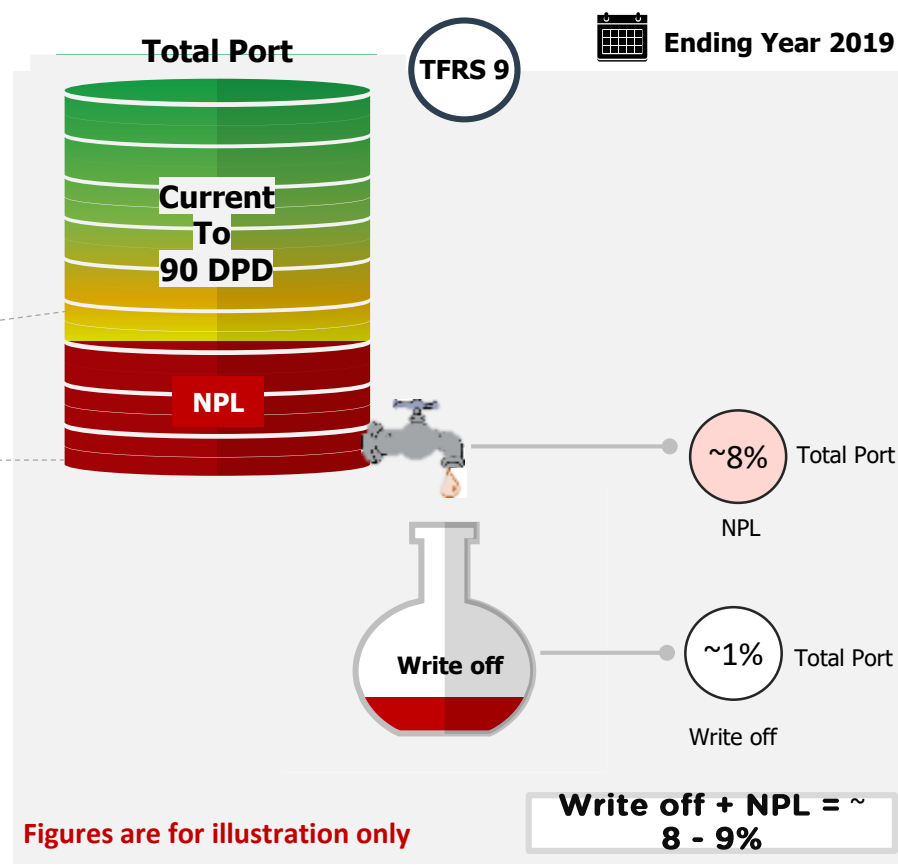 Total Port
TFRS 9
Ending Year 2019
Current
To
90 DPD
NPL
~8%
Total Port
NPL
Write off
~1%
Total Port
Write off
Write off + NPL = ~
8 - 9%
Figures are for illustration only